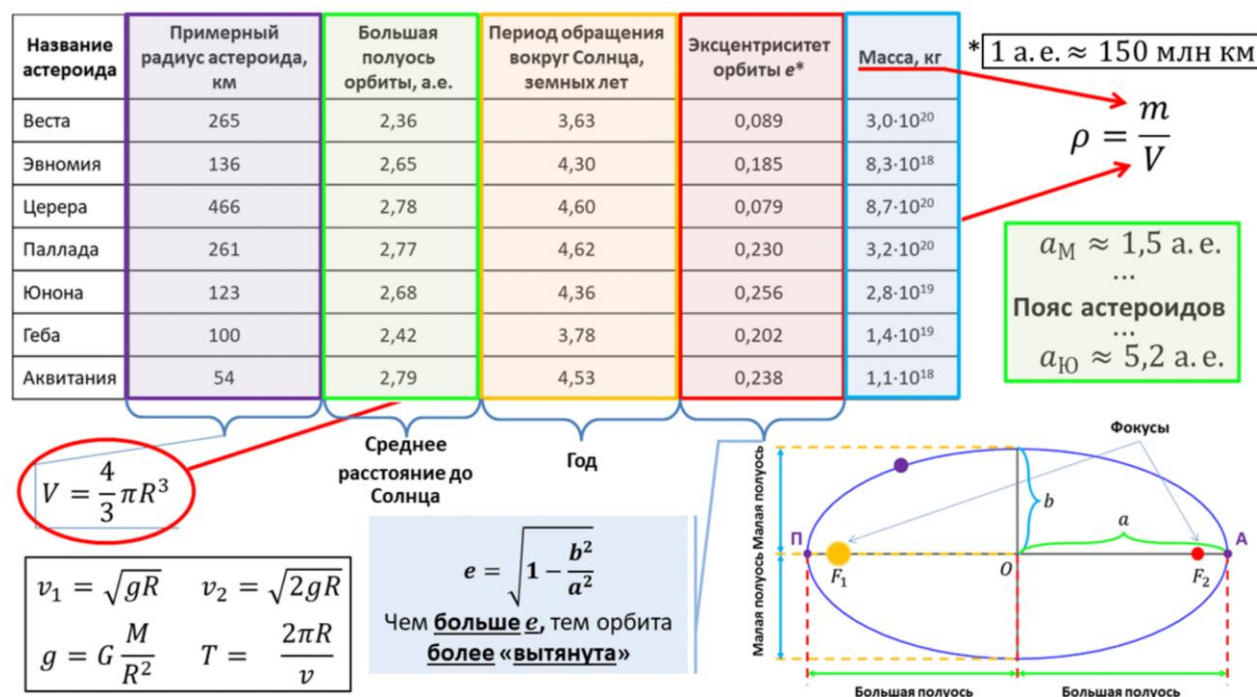 Название астероида | Примерный радиус астероида, км | Большая полуось орбиты, а.е. | Период обращения вокруг Солнца, земных лет | Эксцентриситет орбиты e* | Масса, кг
Веста | 265 | 2,36 | 3,63 | 0,089 | 3,0·10²⁰
Эвномия | 136 | 2,65 | 4,30 | 0,185 | 8,3·10¹⁸
Церера | 466 | 2,78 | 4,60 | 0,079 | 8,7·10²⁰
Паллада | 261 | 2,77 | 4,62 | 0,230 | 3,2·10²⁰
Юнона | 123 | 2,68 | 4,36 | 0,256 | 2,8·10¹⁹
Геба | 100 | 2,42 | 3,78 | 0,202 | 1,4·10¹⁹
Аквитания | 54 | 2,79 | 4,53 | 0,238 | 1,1·10¹⁸
* 1 а.е. ≈ 150 млн км
ρ = m/V
a_М ≈ 1,5 а.е.
...
Пояс астероидов
...
a_Ю ≈ 5,2 а.е.
V = 4/3 πR³
Среднее
расстояние до
Солнца
Год
v₁ = √gR v₂ = √2gR
g = G M/R² T = 2πR/v
e = √(1 − b²/a²)
Чем больше e, тем орбита
более «вытянута»
Фокусы
Малая полуось
Малая полуось
b
a
П
А
F₁
O
F₂
Большая полуось
Большая полуось